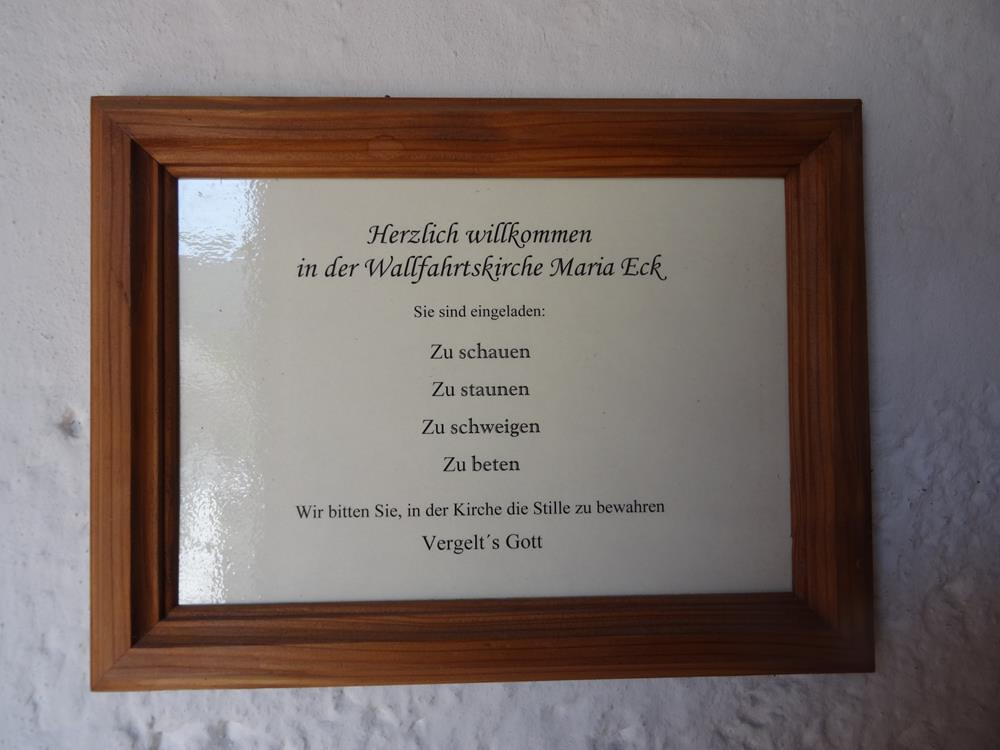 Herzlich willkommen
in der Wallfahrtskirche Maria Eck
Sie sind eingeladen:
Zu schauen
Zu staunen
Zu schweigen
Zu beten
Wir bitten Sie, in der Kirche die Stille zu bewahren
Vergelt´s Gott